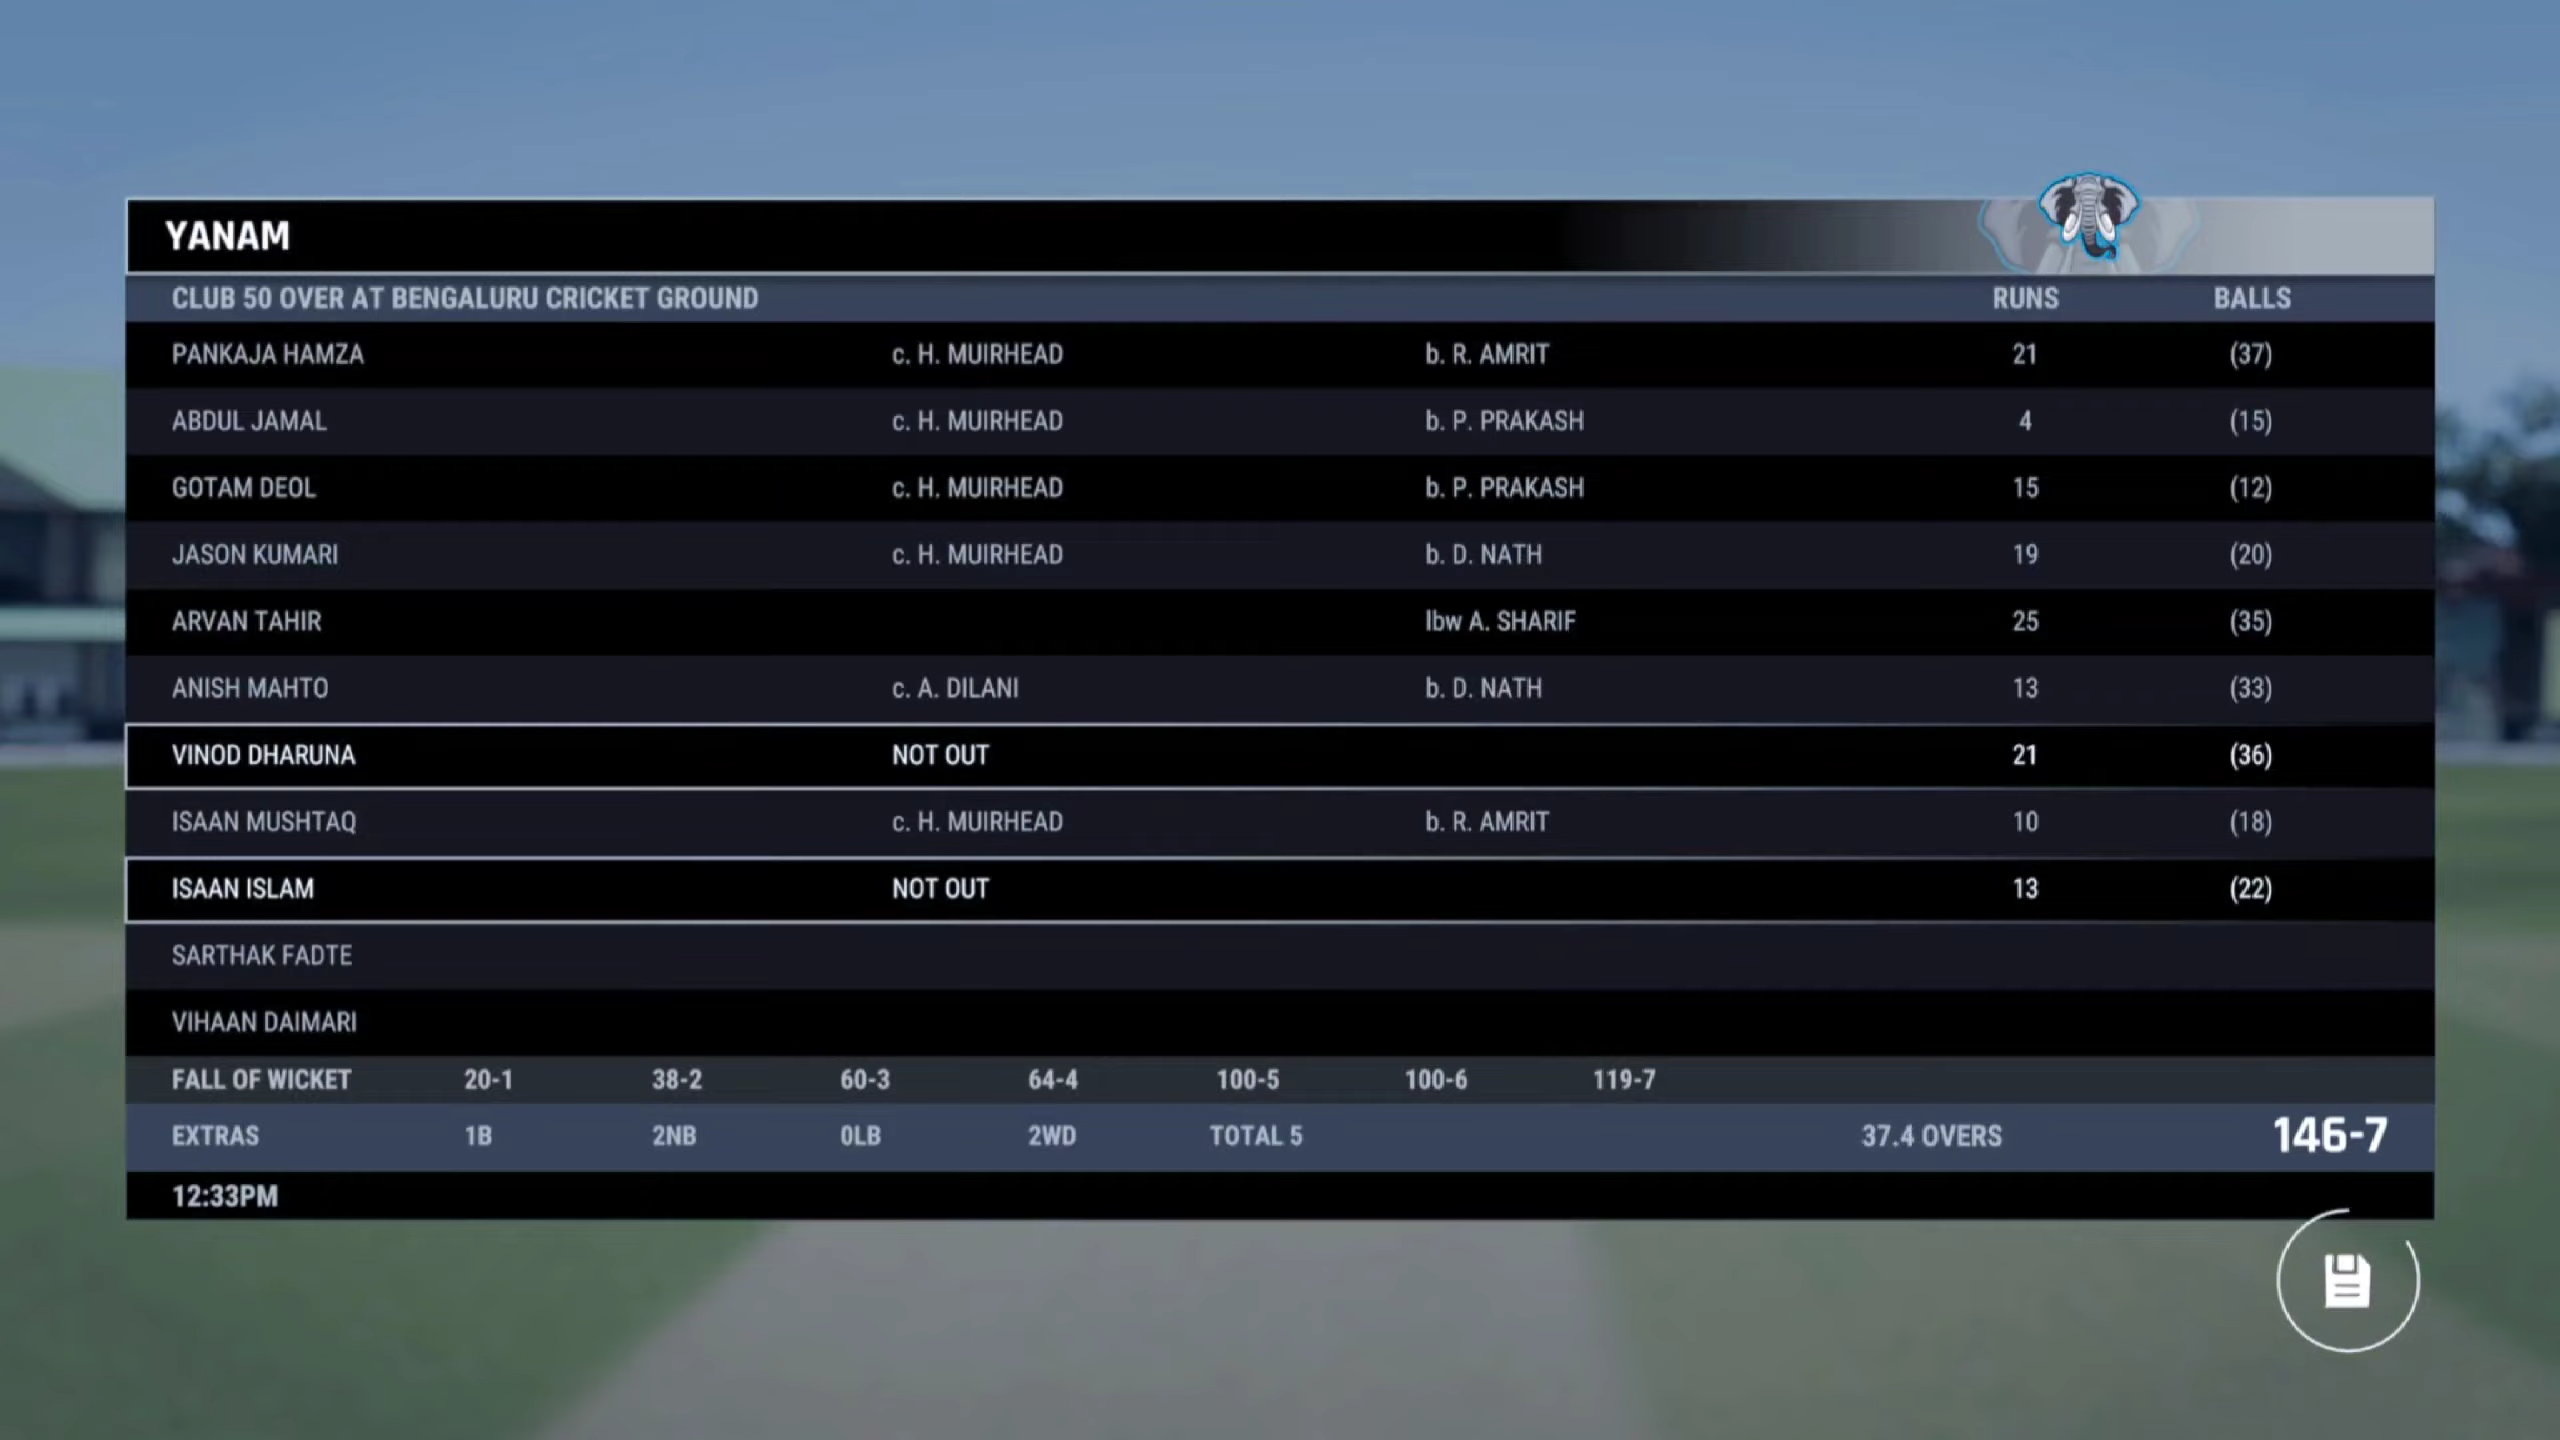 YANAM
CLUB 50 OVER AT BENGALURU CRICKET GROUND RUNS BALLS
PANKAJA HAMZA c. H. MUIRHEAD b. R. AMRIT 21 (37)
ABDUL JAMAL c. H. MUIRHEAD b. P. PRAKASH 4 (15)
GOTAM DEOL c. H. MUIRHEAD b. P. PRAKASH 15 (12)
JASON KUMARI c. H. MUIRHEAD b. D. NATH 19 (20)
ARVAN TAHIR lbw A. SHARIF 25 (35)
ANISH MAHTO c. A. DILANI b. D. NATH 13 (33)
VINOD DHARUNA NOT OUT 21 (36)
ISAAN MUSHTAQ c. H. MUIRHEAD b. R. AMRIT 10 (18)
ISAAN ISLAM NOT OUT 13 (22)
SARTHAK FADTE
VIHAAN DAIMARI
FALL OF WICKET 20-1 38-2 60-3 64-4 100-5 100-6 119-7
EXTRAS 1B 2NB 0LB 2WD TOTAL 5 37.4 OVERS 146-7
12:33PM